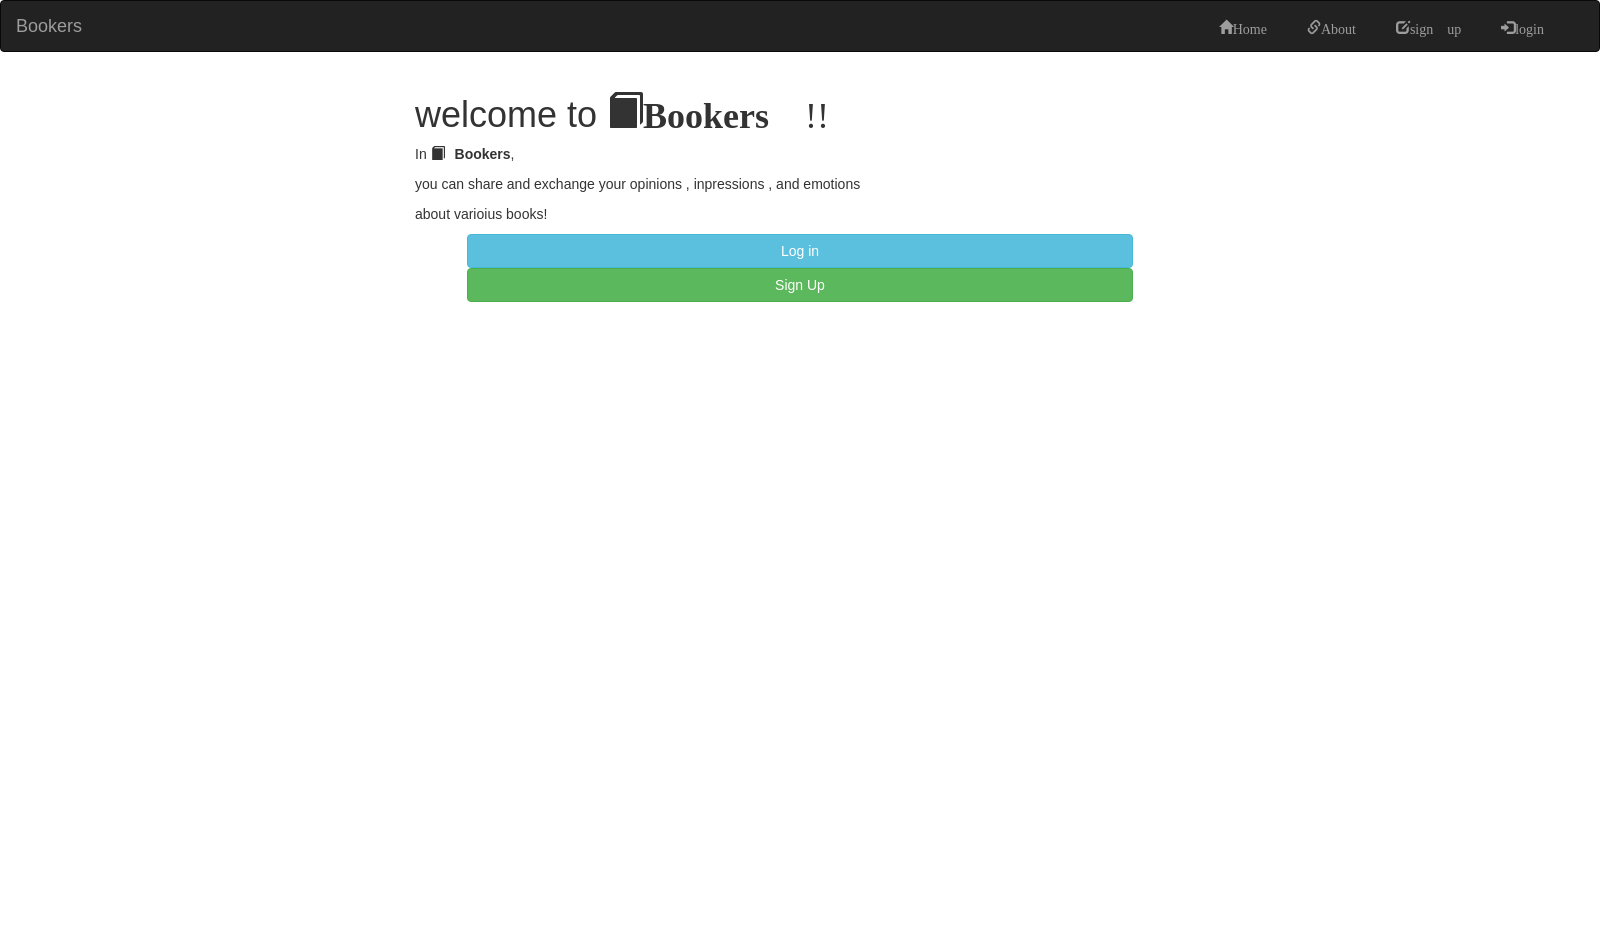 Bookers Home About sign up login
welcome to Bookers !!
In Bookers,
you can share and exchange your opinions , inpressions , and emotions
about varioius books!
Log in
Sign Up